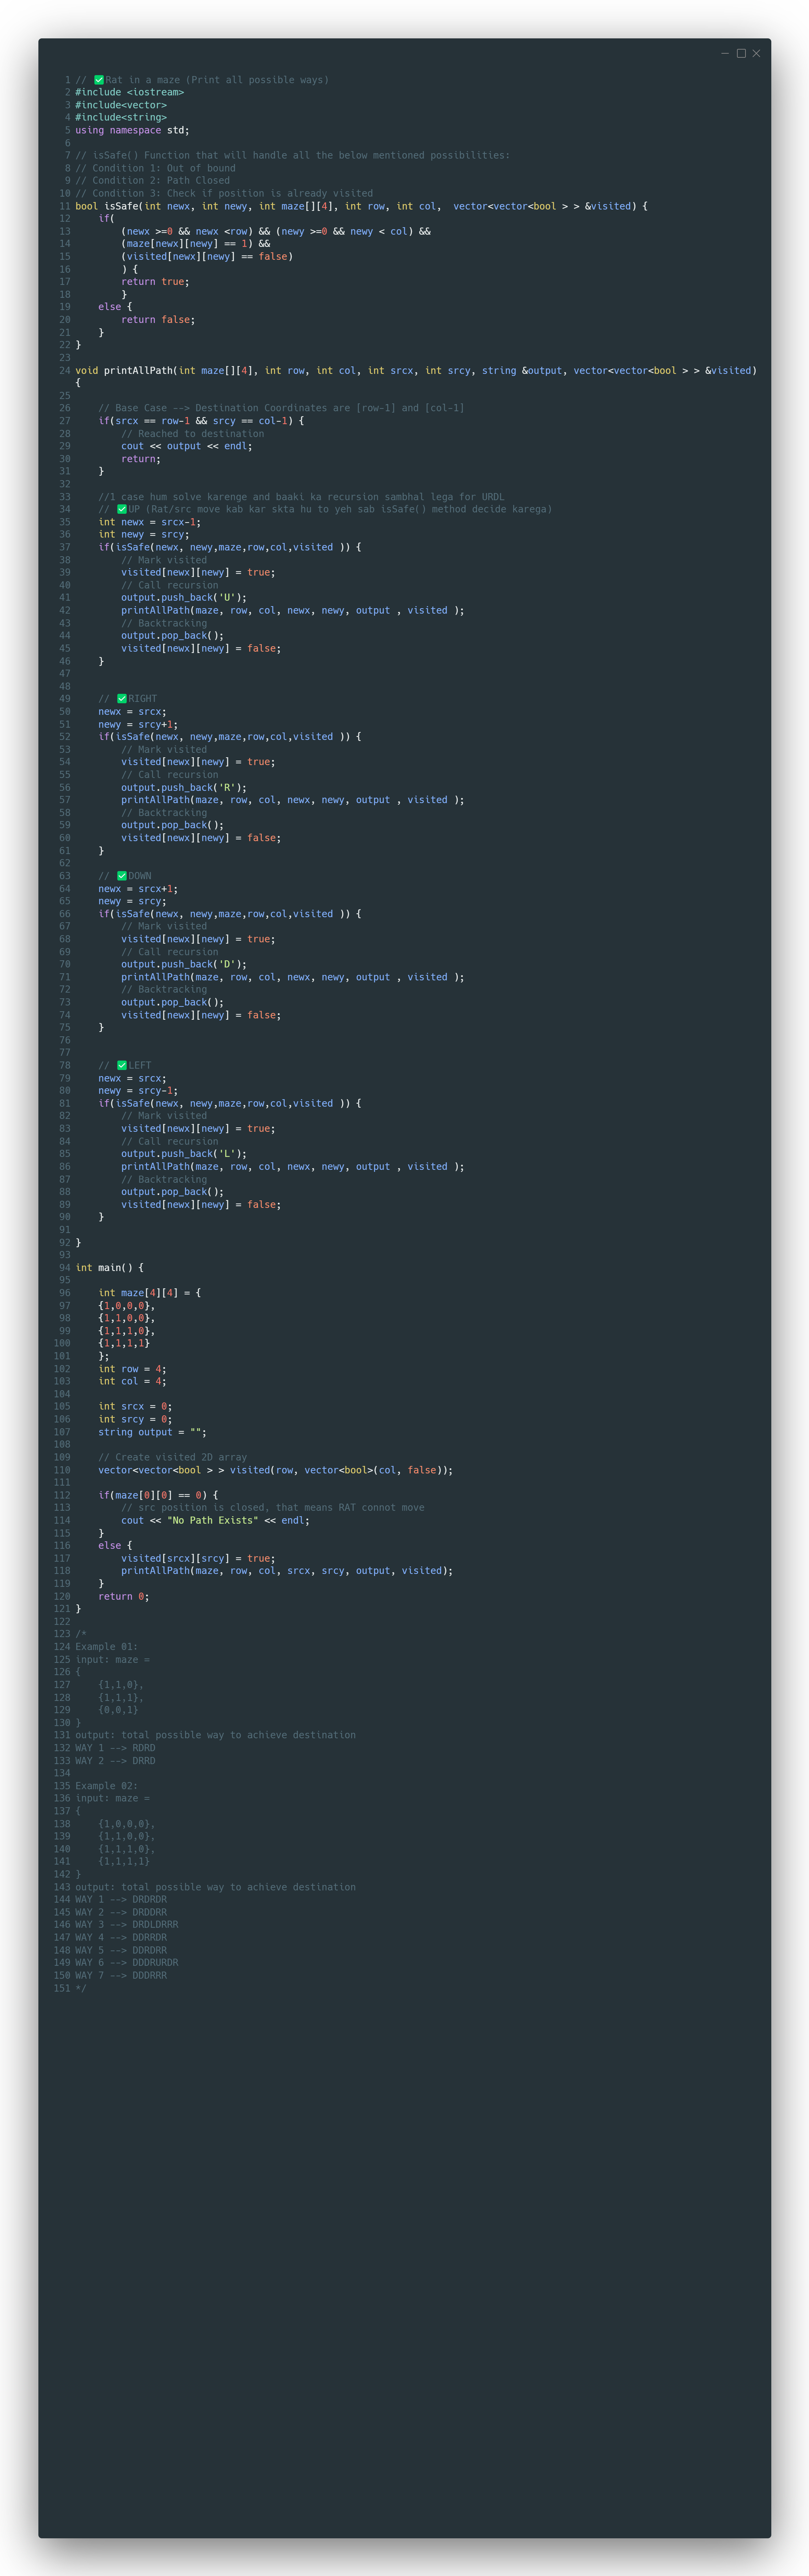 1 // ✅Rat in a maze (Print all possible ways)
2 #include <iostream>
3 #include<vector>
4 #include<string>
5 using namespace std;
6
7 // isSafe() Function that will handle all the below mentioned possibilities:
8 // Condition 1: Out of bound
9 // Condition 2: Path Closed
10 // Condition 3: Check if position is already visited
11 bool isSafe(int newx, int newy, int maze[][4], int row, int col,  vector<vector<bool > > &visited) {
12     if(
13         (newx >=0 && newx <row) && (newy >=0 && newy < col) &&
14         (maze[newx][newy] == 1) &&
15         (visited[newx][newy] == false)
16         ) {
17         return true;
18         }
19     else {
20         return false;
21     }
22 }
23
24 void printAllPath(int maze[][4], int row, int col, int srcx, int srcy, string &output, vector<vector<bool > > &visited)
{
25
26     // Base Case --> Destination Coordinates are [row-1] and [col-1]
27     if(srcx == row-1 && srcy == col-1) {
28         // Reached to destination
29         cout << output << endl;
30         return;
31     }
32
33     //1 case hum solve karenge and baaki ka recursion sambhal lega for URDL
34     // ✅UP (Rat/src move kab kar skta hu to yeh sab isSafe() method decide karega)
35     int newx = srcx-1;
36     int newy = srcy;
37     if(isSafe(newx, newy,maze,row,col,visited )) {
38         // Mark visited
39         visited[newx][newy] = true;
40         // Call recursion
41         output.push_back('U');
42         printAllPath(maze, row, col, newx, newy, output , visited );
43         // Backtracking
44         output.pop_back();
45         visited[newx][newy] = false;
46     }
47
48
49     // ✅RIGHT
50     newx = srcx;
51     newy = srcy+1;
52     if(isSafe(newx, newy,maze,row,col,visited )) {
53         // Mark visited
54         visited[newx][newy] = true;
55         // Call recursion
56         output.push_back('R');
57         printAllPath(maze, row, col, newx, newy, output , visited );
58         // Backtracking
59         output.pop_back();
60         visited[newx][newy] = false;
61     }
62
63     // ✅DOWN
64     newx = srcx+1;
65     newy = srcy;
66     if(isSafe(newx, newy,maze,row,col,visited )) {
67         // Mark visited
68         visited[newx][newy] = true;
69         // Call recursion
70         output.push_back('D');
71         printAllPath(maze, row, col, newx, newy, output , visited );
72         // Backtracking
73         output.pop_back();
74         visited[newx][newy] = false;
75     }
76
77
78     // ✅LEFT
79     newx = srcx;
80     newy = srcy-1;
81     if(isSafe(newx, newy,maze,row,col,visited )) {
82         // Mark visited
83         visited[newx][newy] = true;
84         // Call recursion
85         output.push_back('L');
86         printAllPath(maze, row, col, newx, newy, output , visited );
87         // Backtracking
88         output.pop_back();
89         visited[newx][newy] = false;
90     }
91
92 }
93
94 int main() {
95
96     int maze[4][4] = {
97     {1,0,0,0},
98     {1,1,0,0},
99     {1,1,1,0},
100     {1,1,1,1}
101     };
102     int row = 4;
103     int col = 4;
104
105     int srcx = 0;
106     int srcy = 0;
107     string output = "";
108
109     // Create visited 2D array
110     vector<vector<bool > > visited(row, vector<bool>(col, false));
111
112     if(maze[0][0] == 0) {
113         // src position is closed, that means RAT connot move
114         cout << "No Path Exists" << endl;
115     }
116     else {
117         visited[srcx][srcy] = true;
118         printAllPath(maze, row, col, srcx, srcy, output, visited);
119     }
120     return 0;
121 }
122
123 /*
124 Example 01:
125 input: maze =
126 {
127     {1,1,0},
128     {1,1,1},
129     {0,0,1}
130 }
131 output: total possible way to achieve destination
132 WAY 1 --> RDRD
133 WAY 2 --> DRRD
134
135 Example 02:
136 input: maze =
137 {
138     {1,0,0,0},
139     {1,1,0,0},
140     {1,1,1,0},
141     {1,1,1,1}
142 }
143 output: total possible way to achieve destination
144 WAY 1 --> DRDRDR
145 WAY 2 --> DRDDRR
146 WAY 3 --> DRDLDRRR
147 WAY 4 --> DDRRDR
148 WAY 5 --> DDRDRR
149 WAY 6 --> DDDRURDR
150 WAY 7 --> DDDRRR
151 */